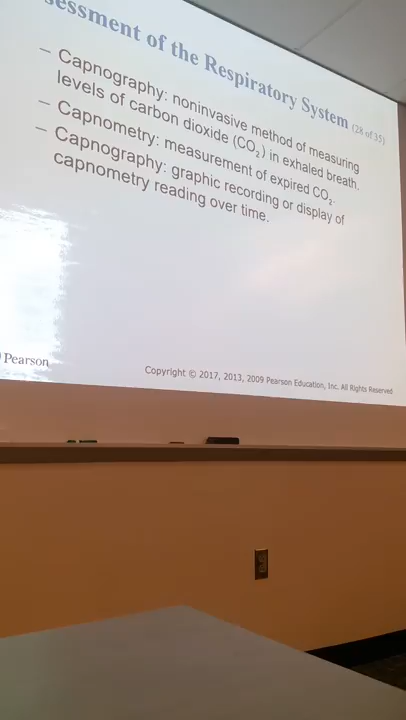 sessment of the Respiratory System (28 of 35)
– Capnography: noninvasive method of measuring
levels of carbon dioxide (CO₂) in exhaled breath.
– Capnometry: measurement of expired CO₂.
– Capnography: graphic recording or display of
capnometry reading over time.
Pearson
Copyright © 2017, 2013, 2009 Pearson Education, Inc. All Rights Reserved